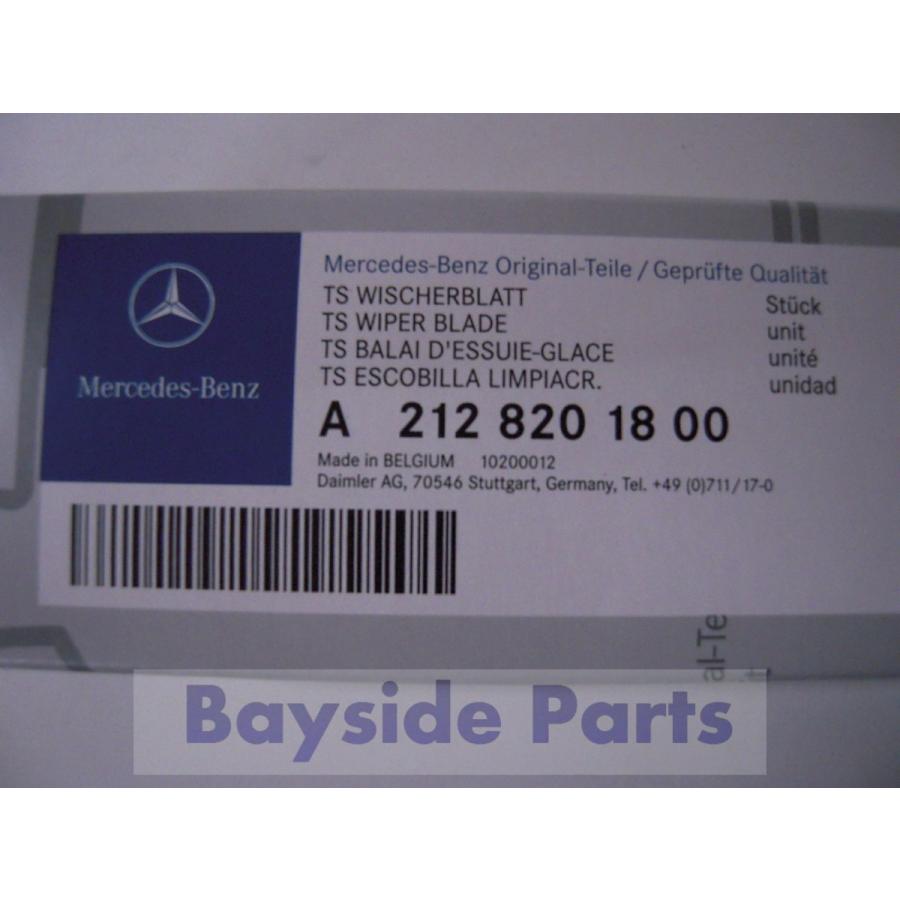 Mercedes-Benz
Mercedes-Benz Original-Teile / Geprüfte Qualität
TS WISCHERBLATT Stück
TS WIPER BLADE unit
TS BALAI D'ESSUIE-GLACE unité
TS ESCOBILLA LIMPIACR. unidad
A 212 820 18 00
Made in BELGIUM 10200012
Daimler AG, 70546 Stuttgart, Germany, Tel. +49 (0)711/17-0
al-Te
Bayside Parts